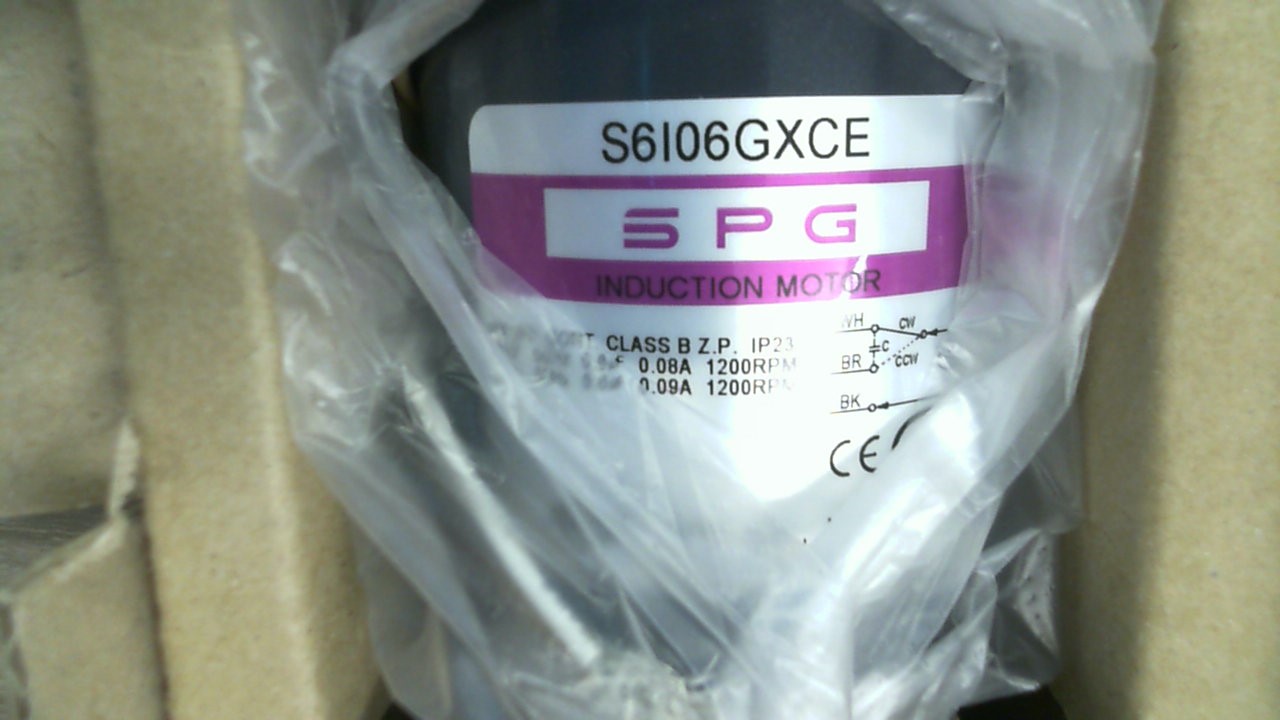 S6I06GXCE
SPG
INDUCTION MOTOR
CLASS B Z.P. IP23
0.08A 1200RPM
0.09A 1200RPM
WH
CW
C
BR
CCW
BK
CE